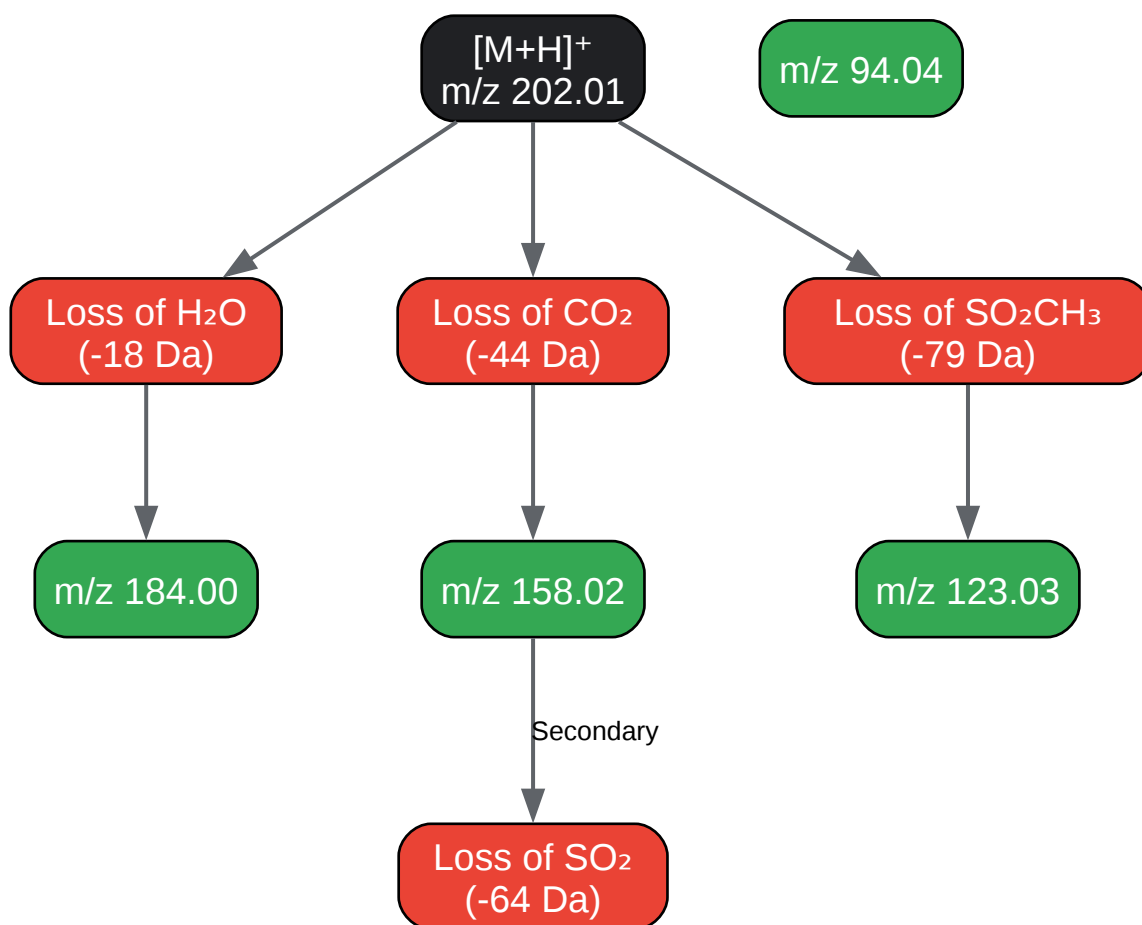 [M+H]⁺
m/z 202.01
m/z 94.04
Loss of H₂O
(-18 Da)
Loss of CO₂
(-44 Da)
Loss of SO₂CH₃
(-79 Da)
m/z 184.00
m/z 158.02
m/z 123.03
Secondary
Loss of SO₂
(-64 Da)